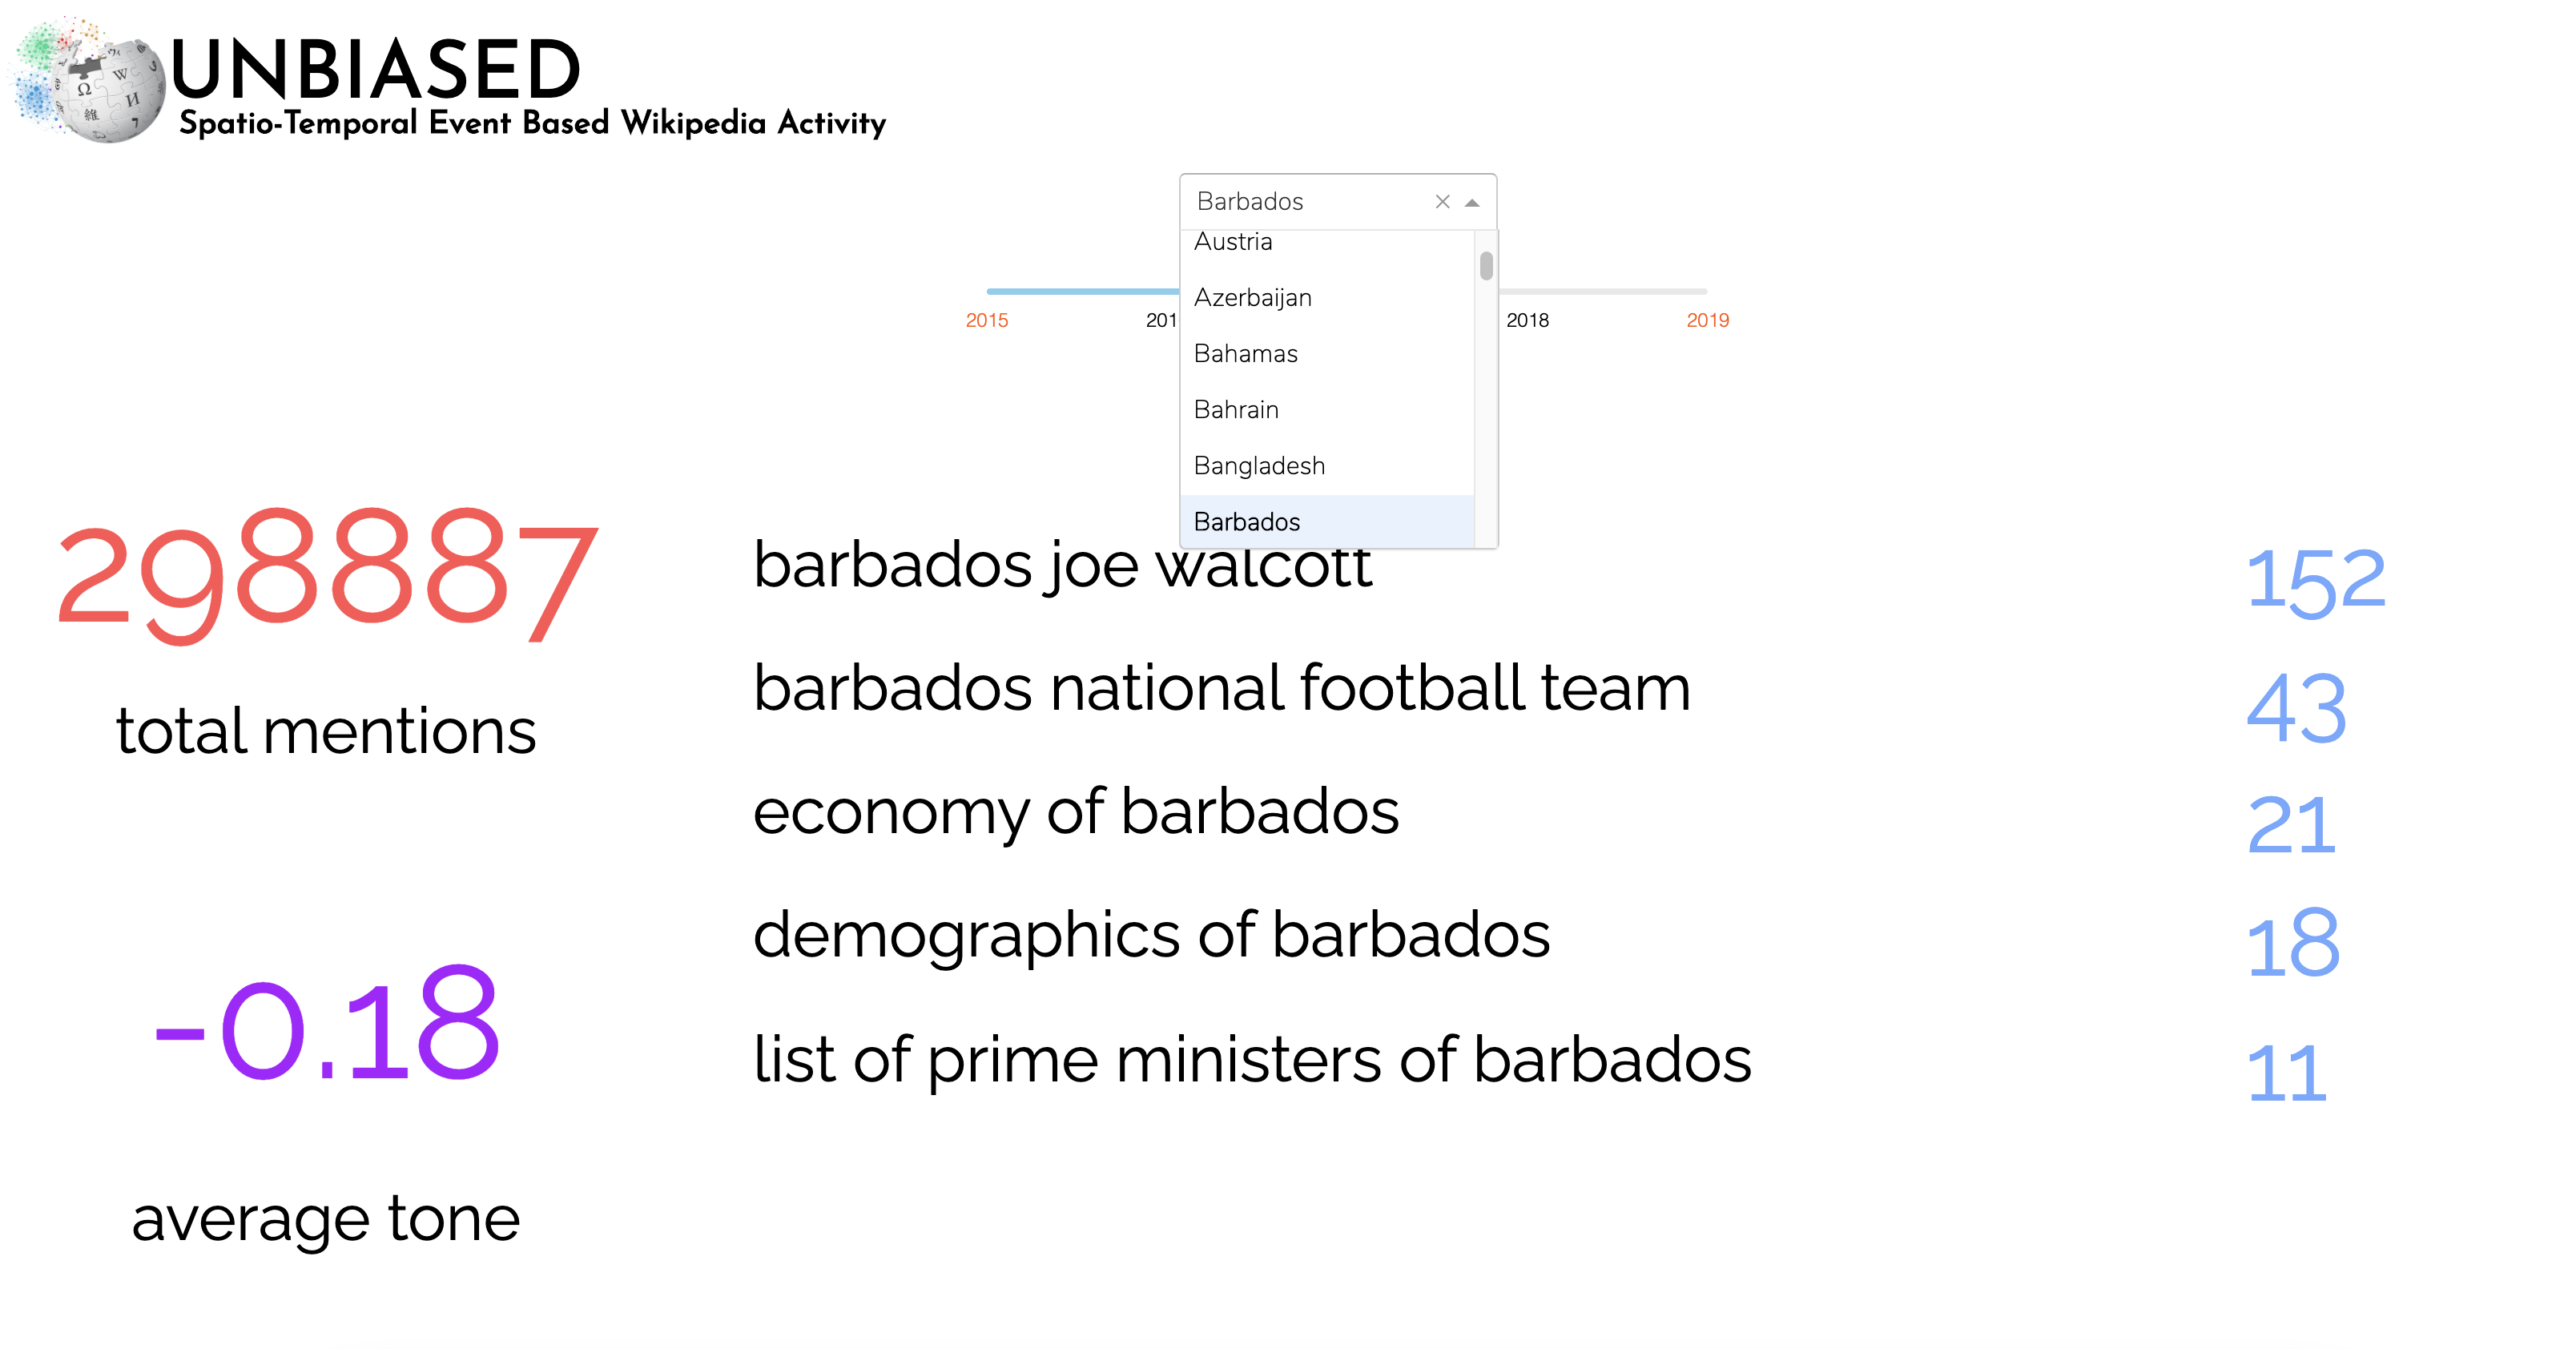 UNBIASED
Spatio-Temporal Event Based Wikipedia Activity
Barbados
Austria
Azerbaijan
Bahamas
Bahrain
Bangladesh
Barbados
2015
201
2018
2019
298887
total mentions
-0.18
average tone
barbados joe walcott 152
barbados national football team 43
economy of barbados 21
demographics of barbados 18
list of prime ministers of barbados 11